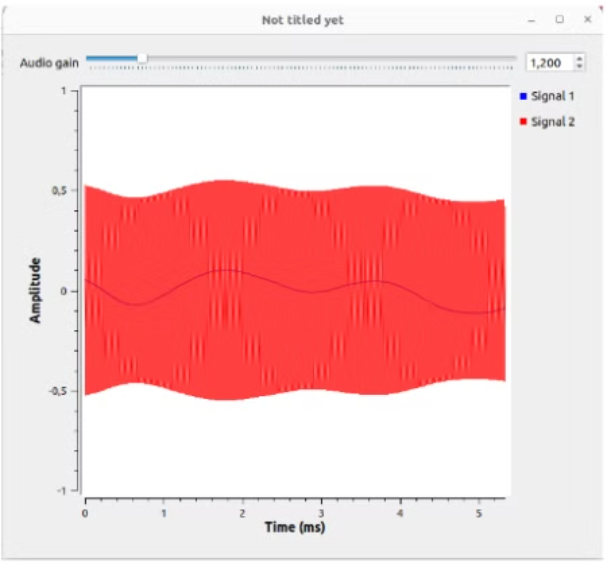 Not titled yet
Audio gain
1,200
Signal 1
Signal 2
1
0,5
0
-0,5
-1
Amplitude
0 1 2 3 4 5
Time (ms)